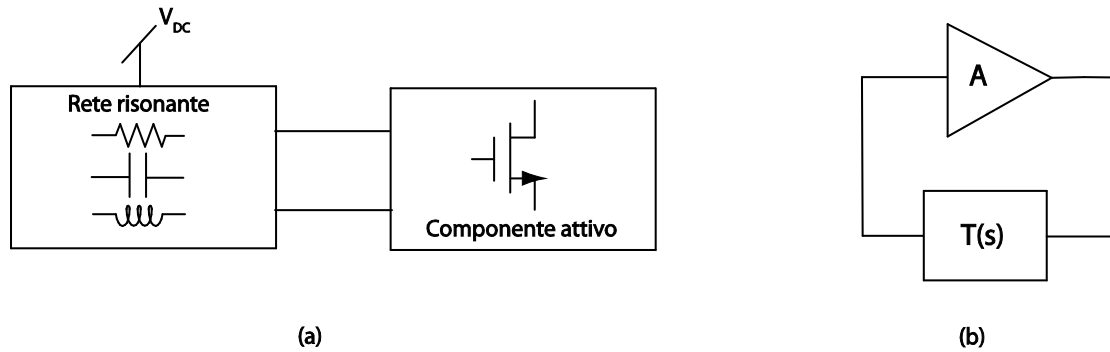 V_DC
Rete risonante
Componente attivo
A
T(s)
(a)
(b)